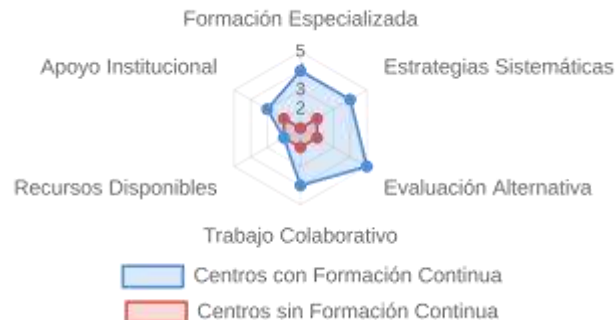 Formación Especializada
5
Apoyo Institucional
Estrategias Sistemáticas
3
2
Recursos Disponibles
Evaluación Alternativa
Trabajo Colaborativo
Centros con Formación Continua
Centros sin Formación Continua